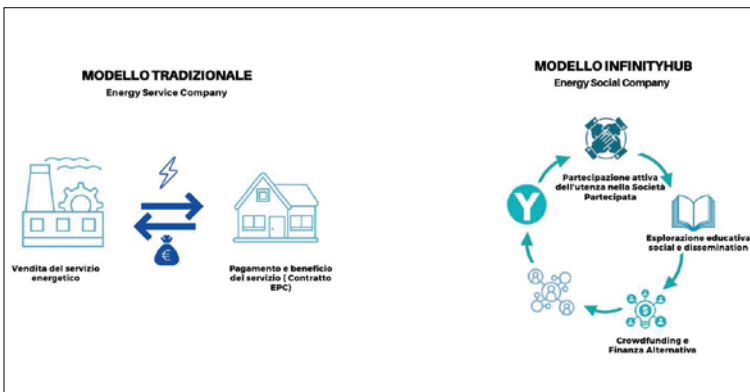 MODELLO TRADIZIONALE
Energy Service Company
Vendita del servizio
energetico
€
Pagamento e beneficio
del servizio ( Contratto
EPC)
MODELLO INFINITYHUB
Energy Social Company
Partecipazione attiva
dell'utenza nella Società
Partecipata
Y
Esplorazione educativa
social e dissemination
$
Crowdfunding e
Finanza Alternativa